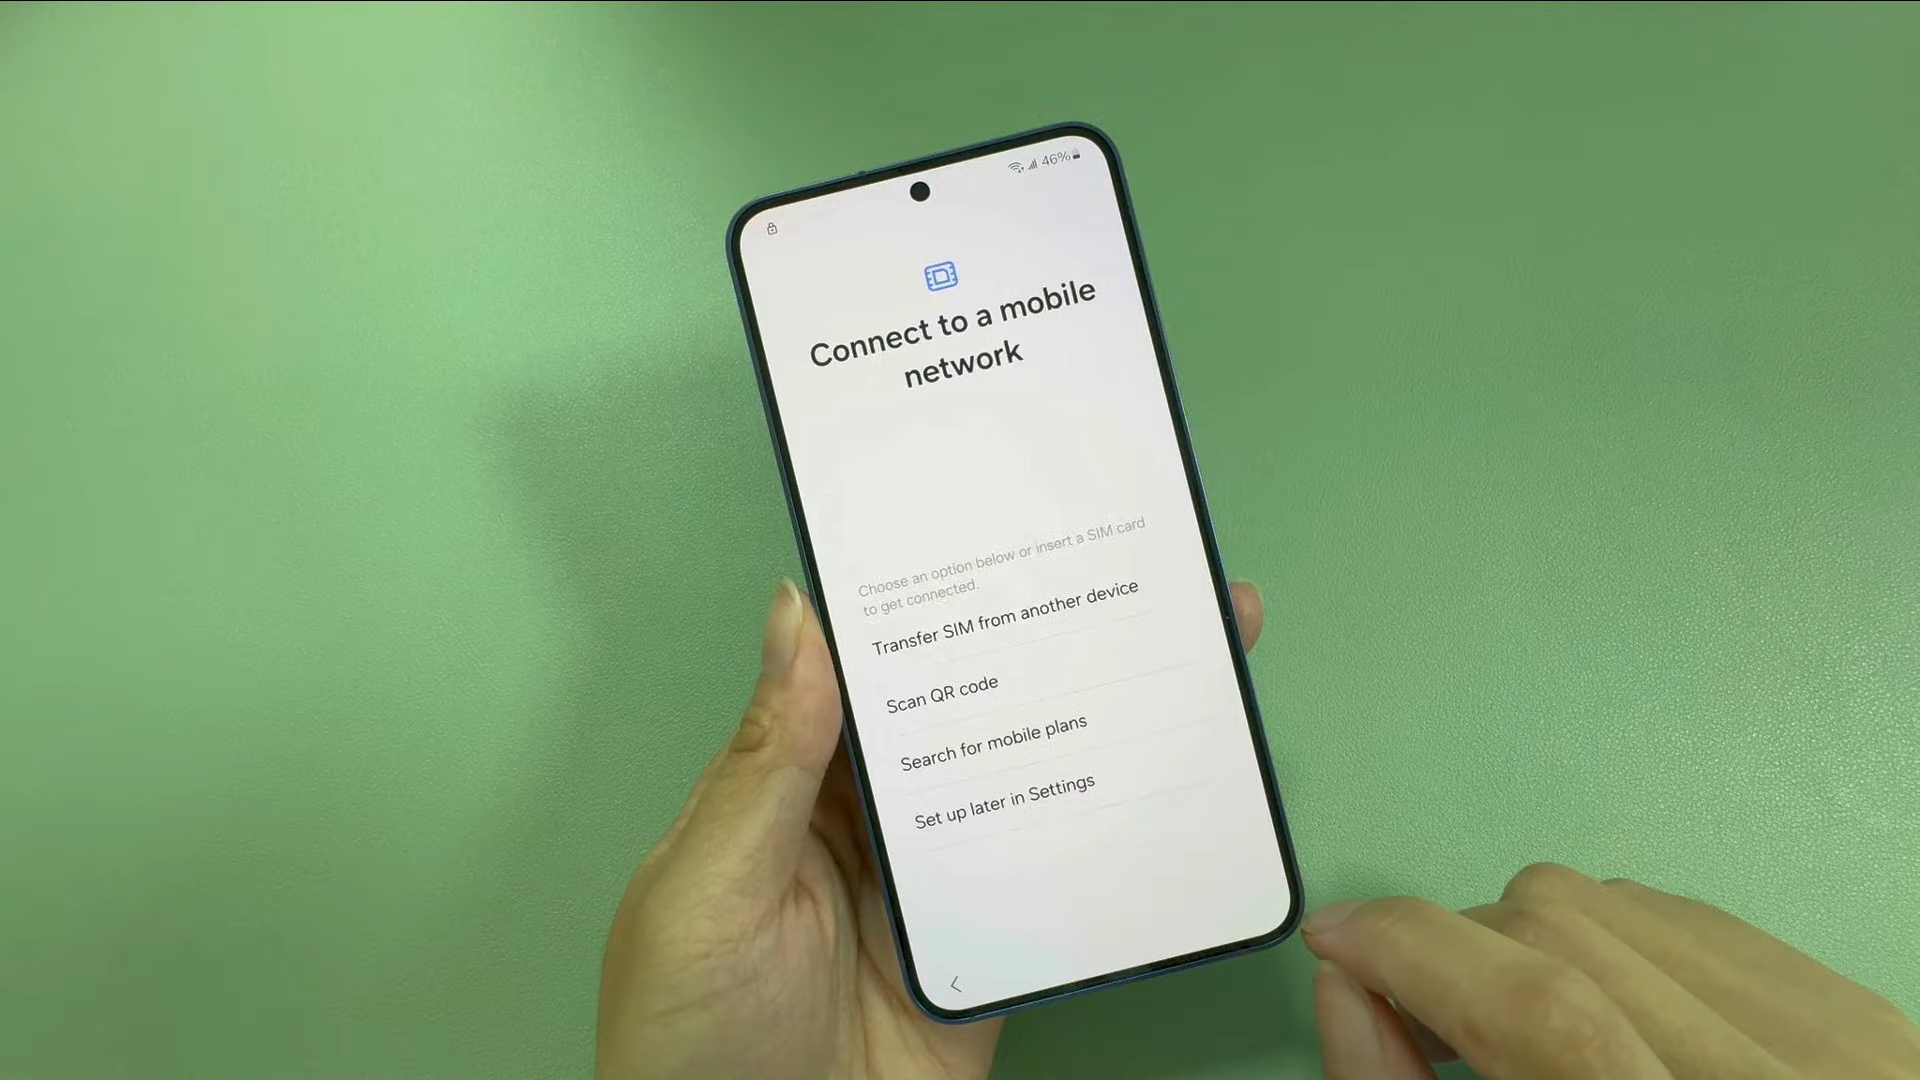 46%
Connect to a mobile
network
Choose an option below or insert a SIM card
to get connected.
Transfer SIM from another device
Scan QR code
Search for mobile plans
Set up later in Settings